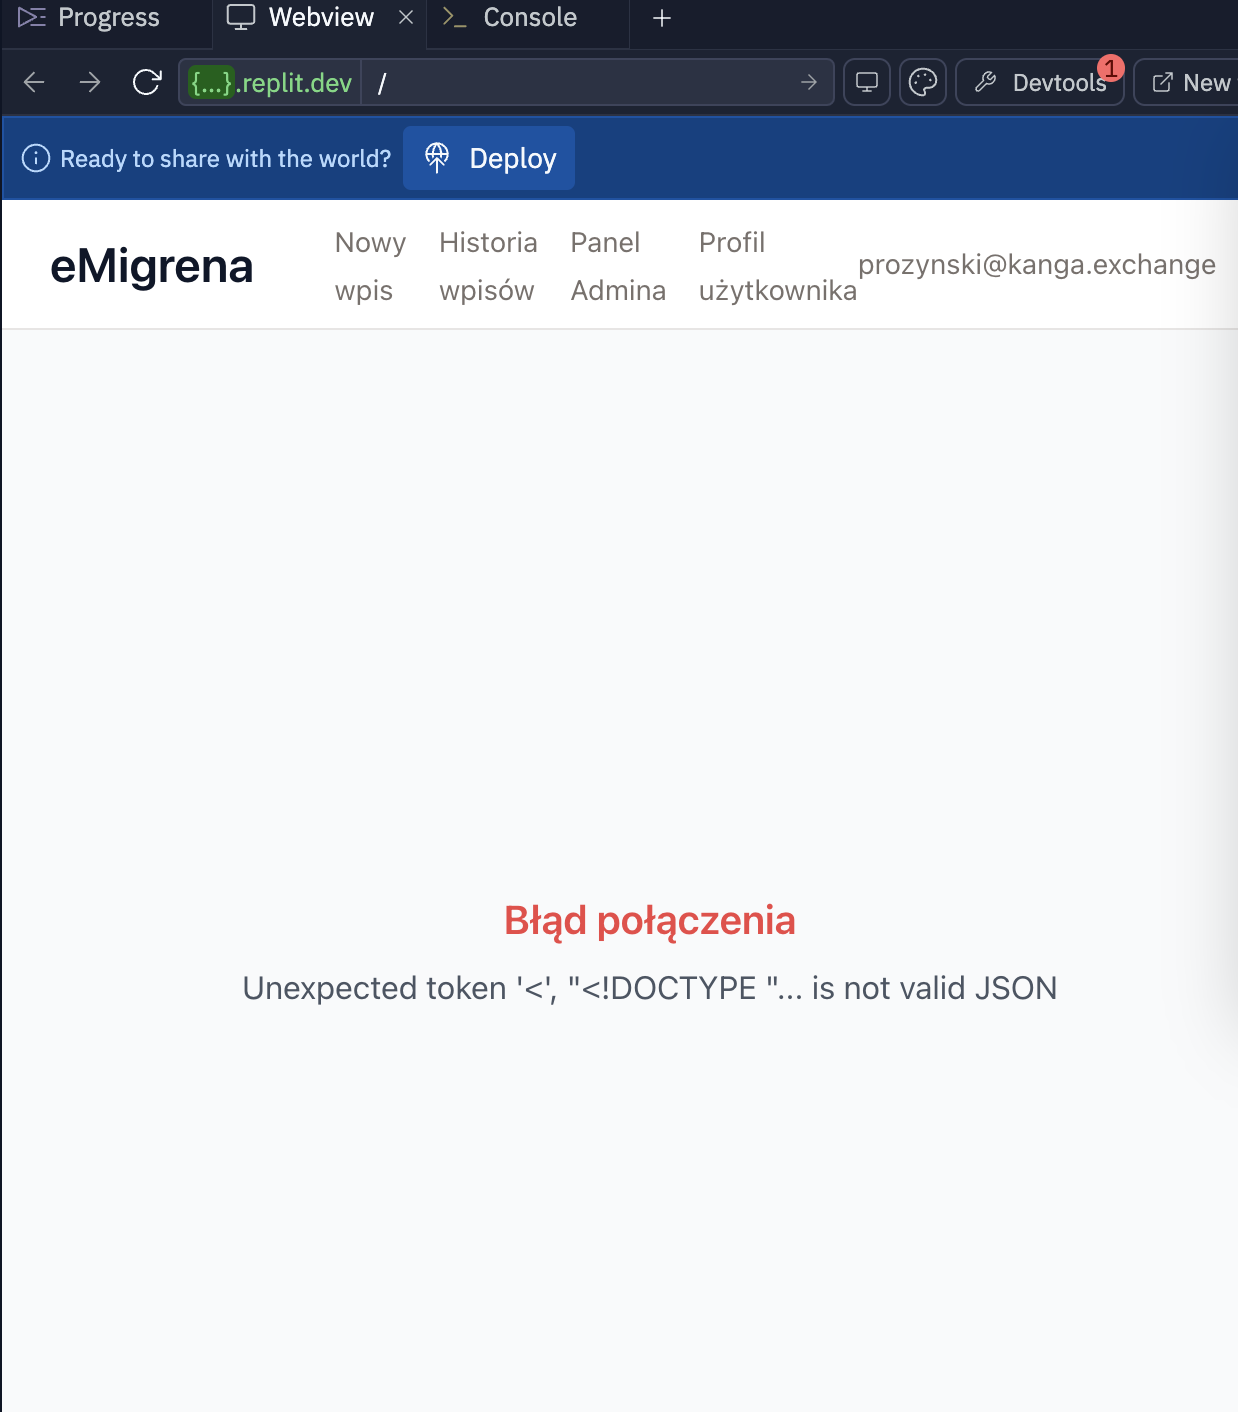 Progress
Webview
Console
{...}.replit.dev /
Devtools
1
New
Ready to share with the world?
Deploy
eMigrena
Nowy wpis
Historia wpisów
Panel Admina
Profil użytkownika
prozynski@kanga.exchange
Błąd połączenia
Unexpected token '<', "<!DOCTYPE "... is not valid JSON